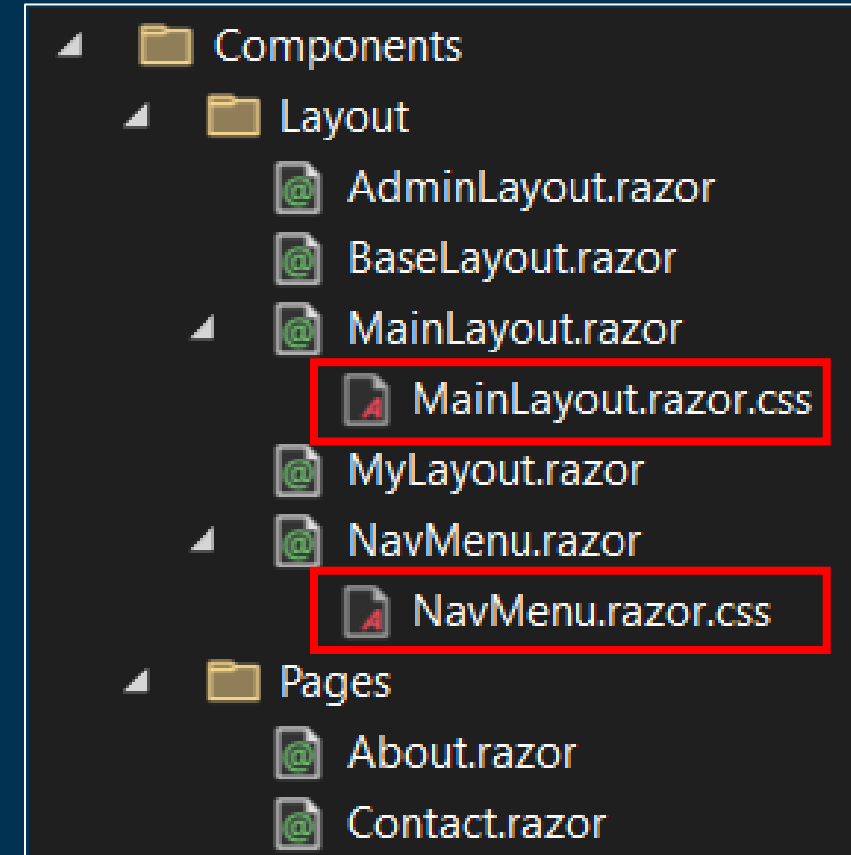 Components
Layout
@ AdminLayout.razor
@ BaseLayout.razor
@ MainLayout.razor
A MainLayout.razor.css
@ MyLayout.razor
@ NavMenu.razor
A NavMenu.razor.css
Pages
@ About.razor
@ Contact.razor